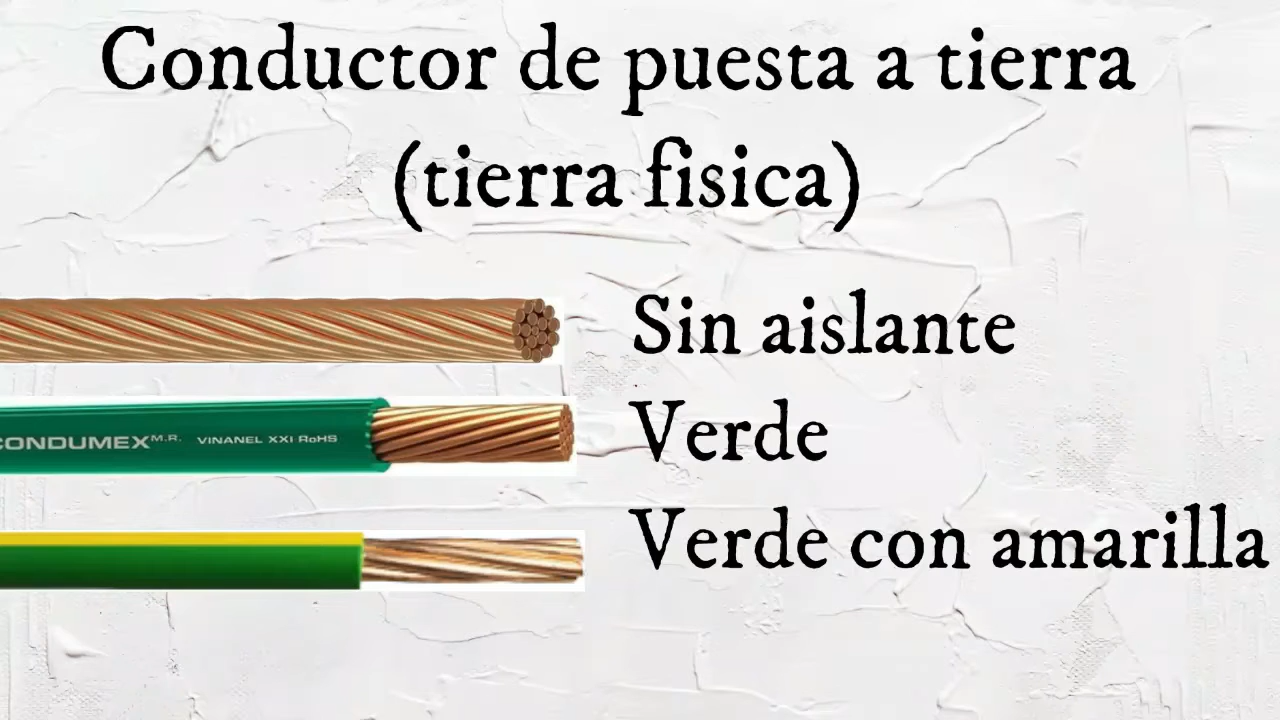 Conductor de puesta a tierra
(tierra fisica)
Sin aislante
CONDUMEX M.R. VINANEL XXI RoHS
Verde
Verde con amarilla